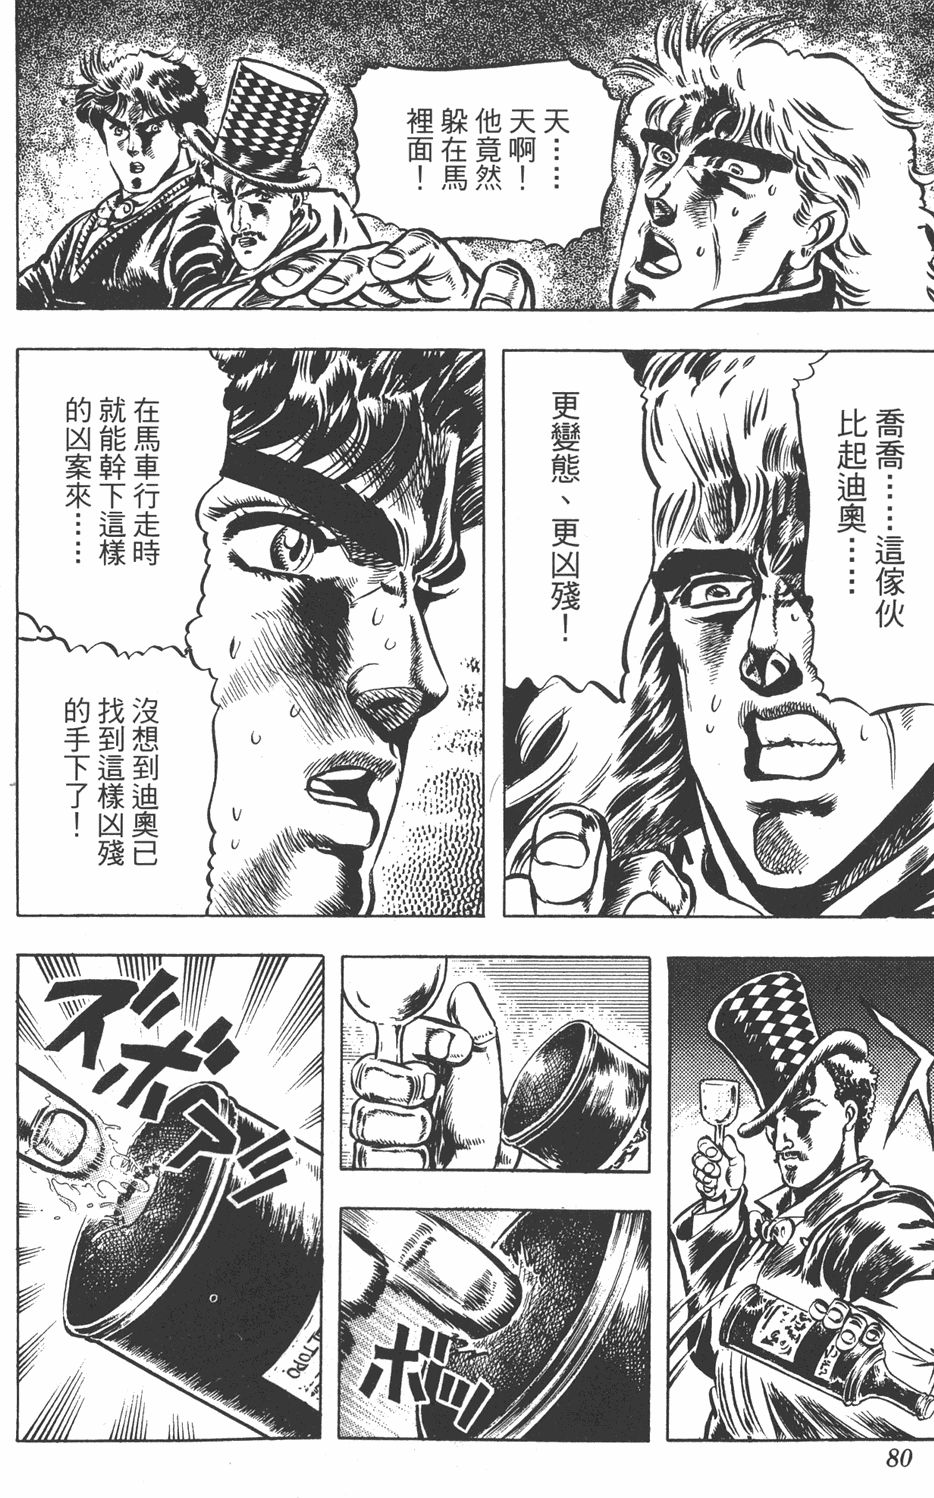 天……
天啊！
他竟然
躲在馬
裡面！
喬喬……這傢伙
比起迪奧……
更變態、更凶殘！
在馬車行走時
就能幹下這樣
的凶案來……
沒想到迪奧已
找到這樣凶殘
的手下了！
ボッ
ズボァッ
80